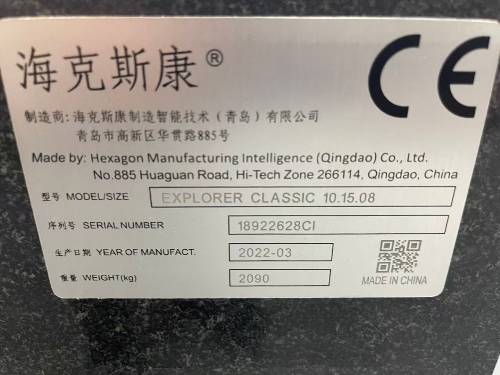 海克斯康®
CE
制造商: 海克斯康制造智能技术（青岛）有限公司
青岛市高新区华贯路885号
Made by: Hexagon Manufacturing Intelligence (Qingdao) Co., Ltd.
No.885 Huaguan Road, Hi-Tech Zone 266114, Qingdao, China
型号 MODEL/SIZE EXPLORER CLASSIC 10.15.08
序列号 SERIAL NUMBER 18922628CI
生产日期 YEAR OF MANUFACT. 2022-03
重量 WEIGHT(kg) 2090
MADE IN CHINA